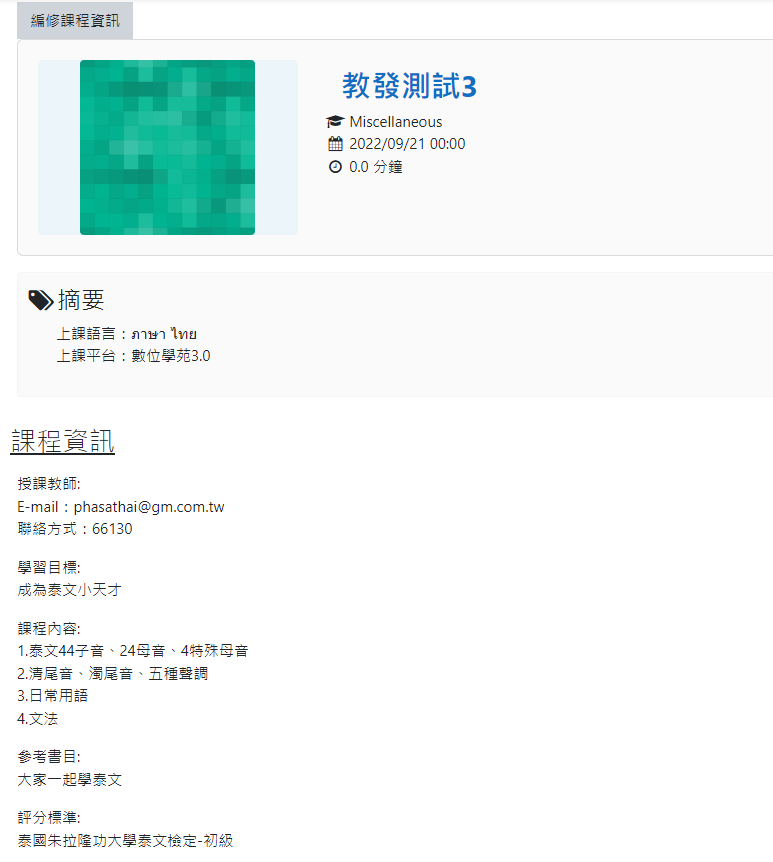 編修課程資訊
教發測試3
Miscellaneous
2022/09/21 00:00
0.0 分鐘
摘要
上課語言：ภาษา ไทย
上課平台：數位學苑3.0
課程資訊
授課教師:
E-mail：phasathai@gm.com.tw
聯絡方式：66130
學習目標:
成為泰文小天才
課程內容:
1.泰文44子音、24母音、4特殊母音
2.清尾音、濁尾音、五種聲調
3.日常用語
4.文法
參考書目:
大家一起學泰文
評分標準:
泰國朱拉隆功大學泰文檢定-初級